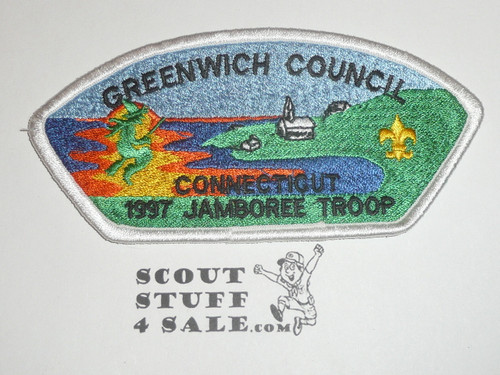 GREENWICH COUNCIL
CONNECTICUT
1997 JAMBOREE TROOP
SCOUT
STUFF
4 SALE.com